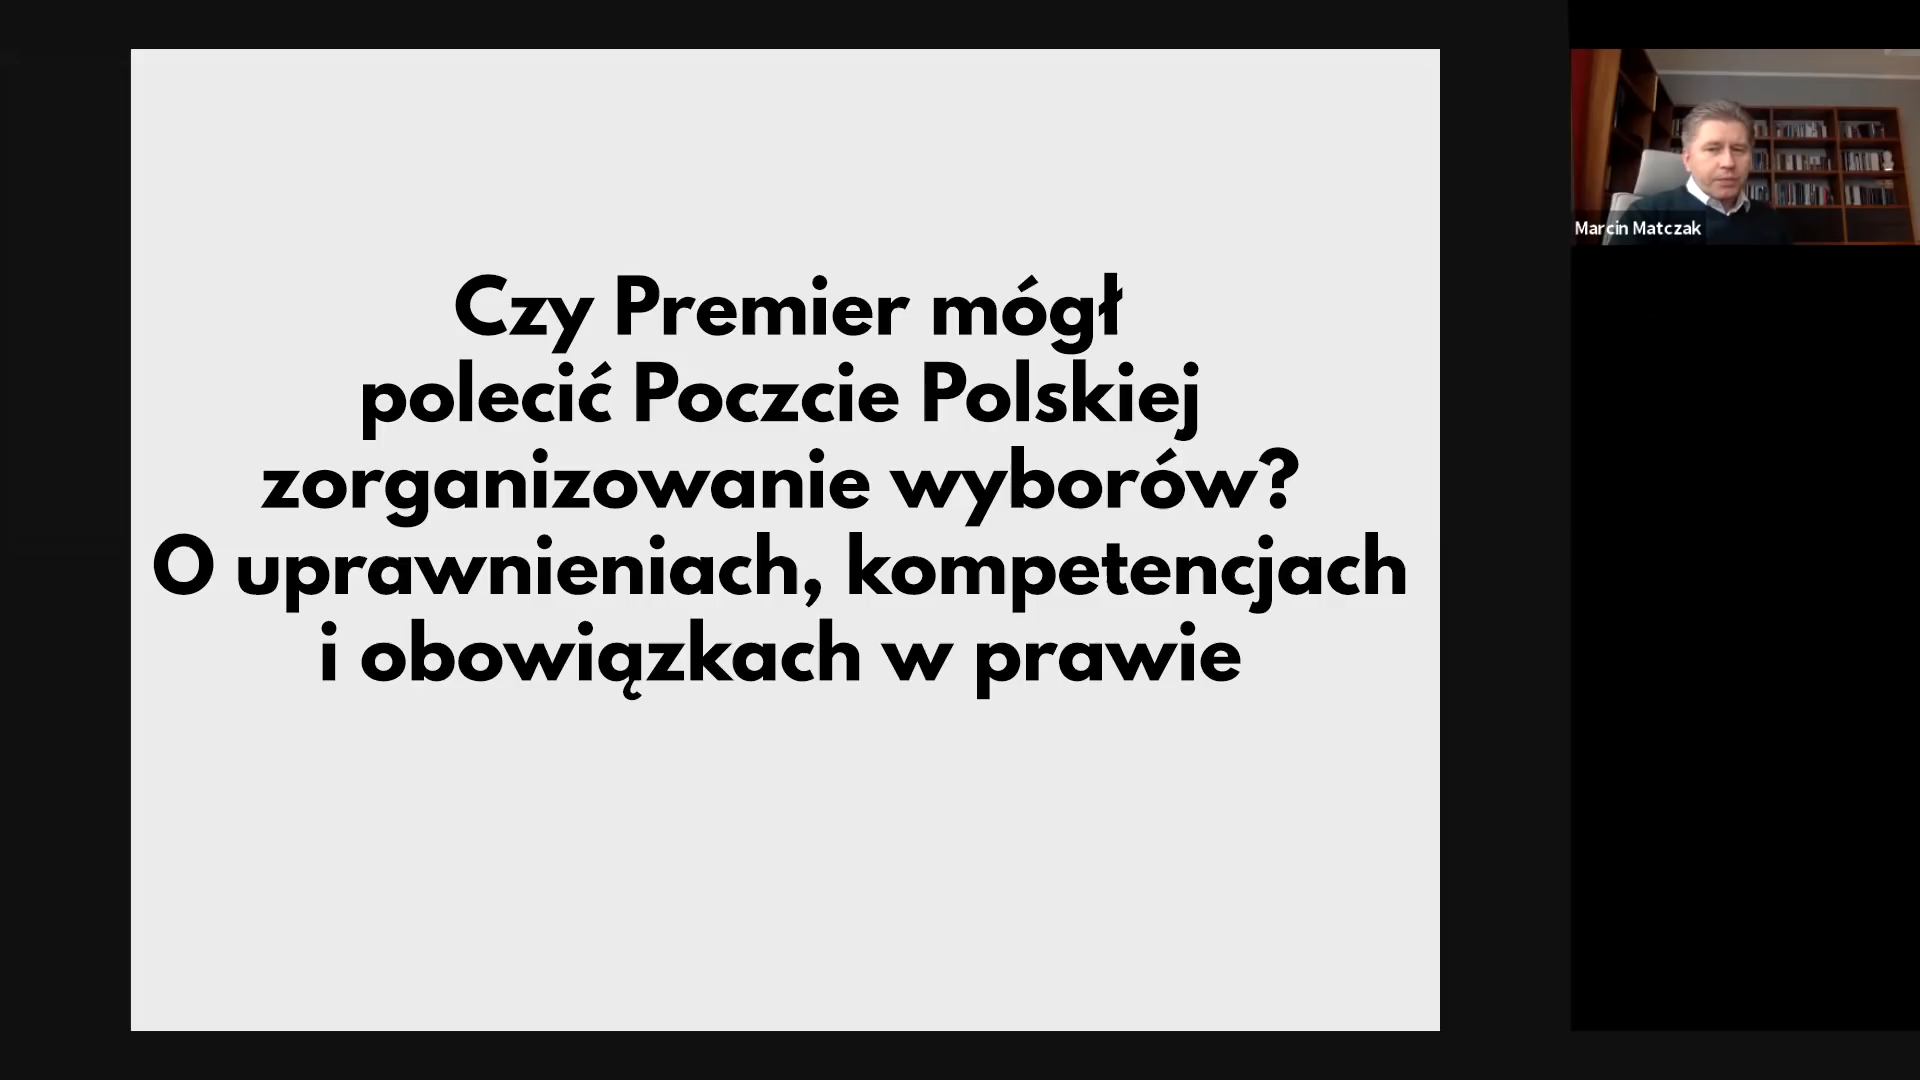 Czy Premier mógł
polecić Poczcie Polskiej
zorganizowanie wyborów?
O uprawnieniach, kompetencjach
i obowiązkach w prawie
Marcin Matczak